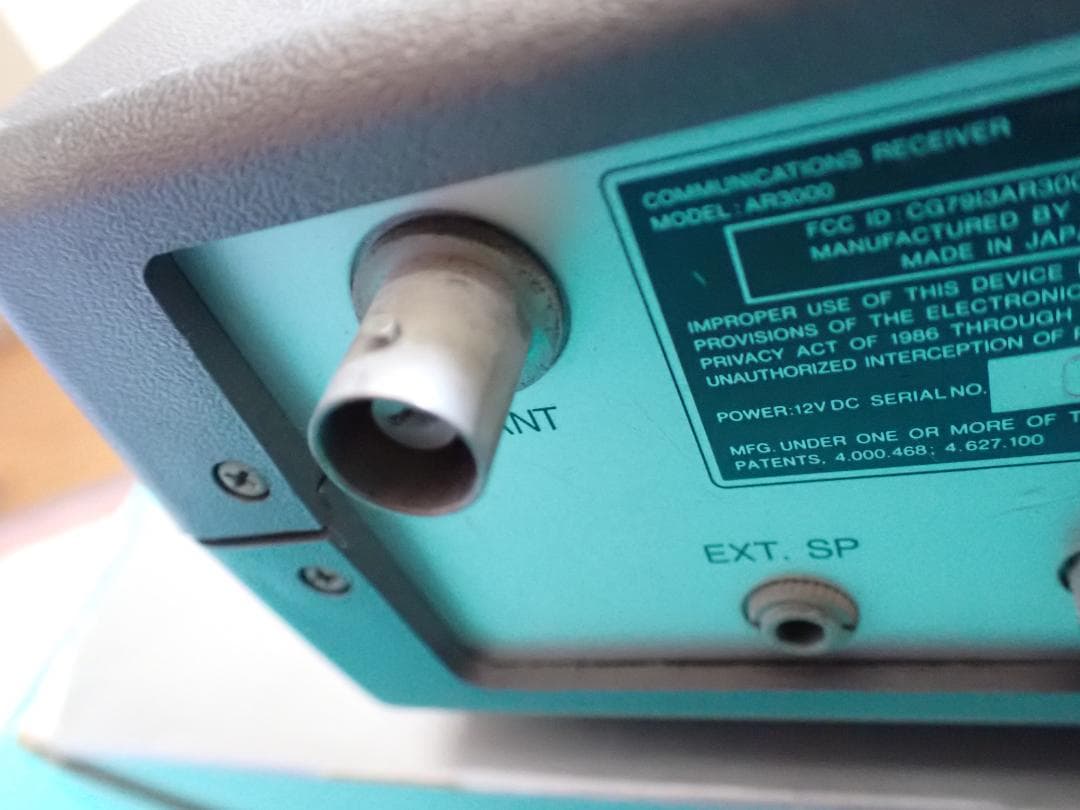 COMMUNICATIONS RECEIVER
MODEL : AR3000
FCC ID : CG79I3AR300
MANUFACTURED BY
MADE IN JAPA
IMPROPER USE OF THIS DEVICE
PROVISIONS OF THE ELECTRONIC
PRIVACY ACT OF 1986 THROUGH
UNAUTHORIZED INTERCEPTION OF
POWER:12V DC SERIAL NO.
MFG. UNDER ONE OR MORE OF T
PATENTS, 4.000.468; 4.627.100
ANT
EXT. SP